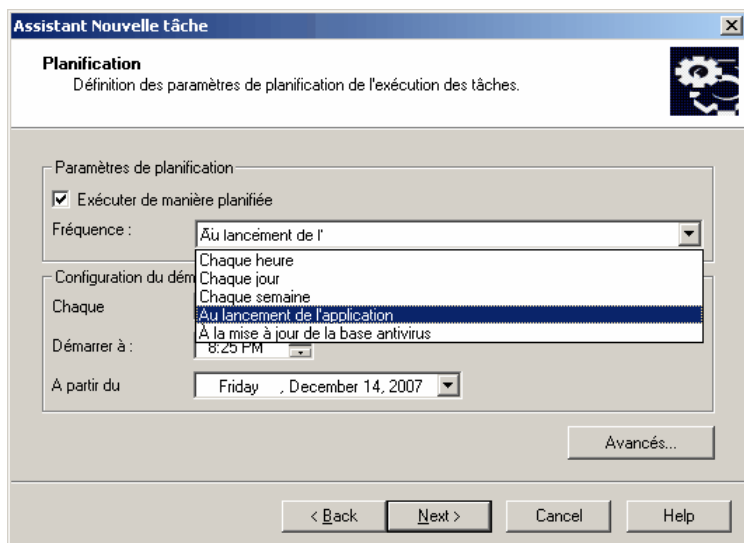 Assistant Nouvelle tâche
Planification
Définition des paramètres de planification de l'exécution des tâches.
Paramètres de planification
Exécuter de manière planifiée
Fréquence :
Au lancement de l'
Chaque heure
Chaque jour
Chaque semaine
Au lancement de l'application
À la mise à jour de la base antivirus
Configuration du dém
Chaque
Démarrer à :
8:25 PM
A partir du
Friday , December 14, 2007
Avancés...
< Back
Next >
Cancel
Help